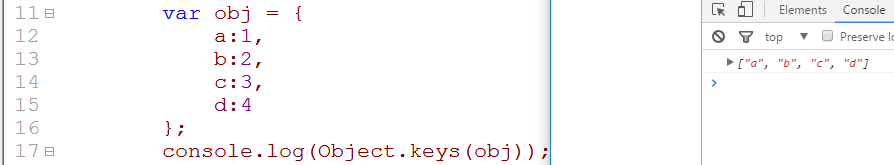 11 var obj = {
12 a:1,
13 b:2,
14 c:3,
15 d:4
16 };
17 console.log(Object.keys(obj));
Elements Console
top Preserve lo
["a", "b", "c", "d"]